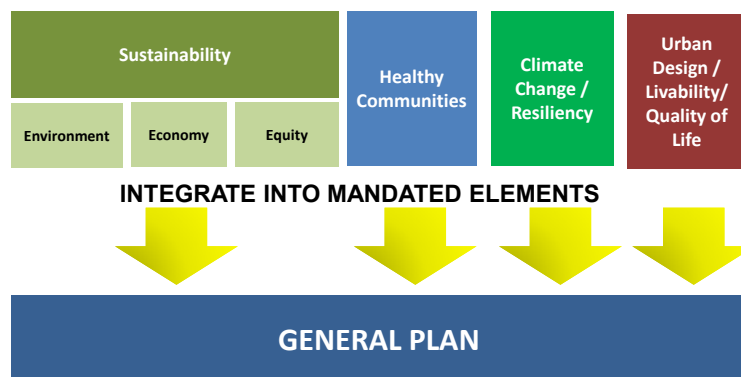 Sustainability
Environment
Economy
Equity
Healthy
Communities
Climate
Change /
Resiliency
Urban
Design /
Livability/
Quality of
Life
INTEGRATE INTO MANDATED ELEMENTS
GENERAL PLAN